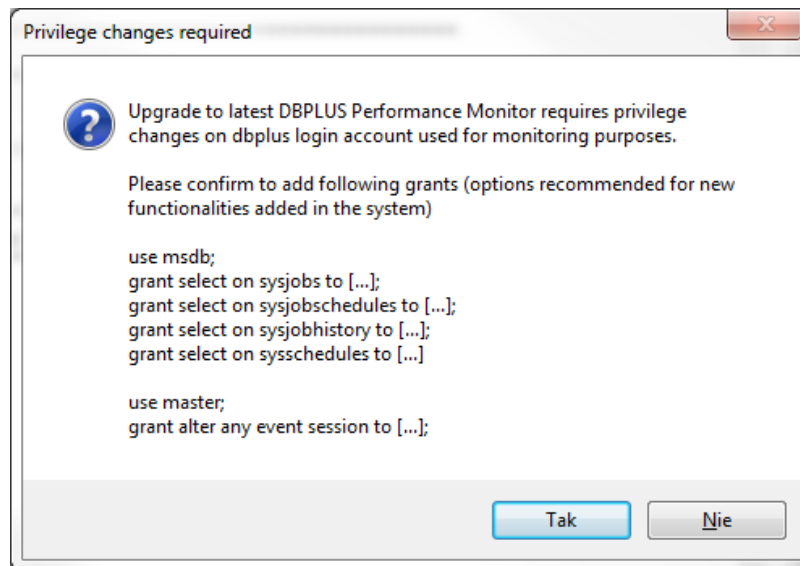 Privilege changes required
Upgrade to latest DBPLUS Performance Monitor requires privilege
changes on dbplus login account used for monitoring purposes.
Please confirm to add following grants (options recommended for new
functionalities added in the system)
use msdb;
grant select on sysjobs to [...];
grant select on sysjobschedules to [...];
grant select on sysjobhistory to [...];
grant select on sysschedules to [...]
use master;
grant alter any event session to [...];
Tak
Nie